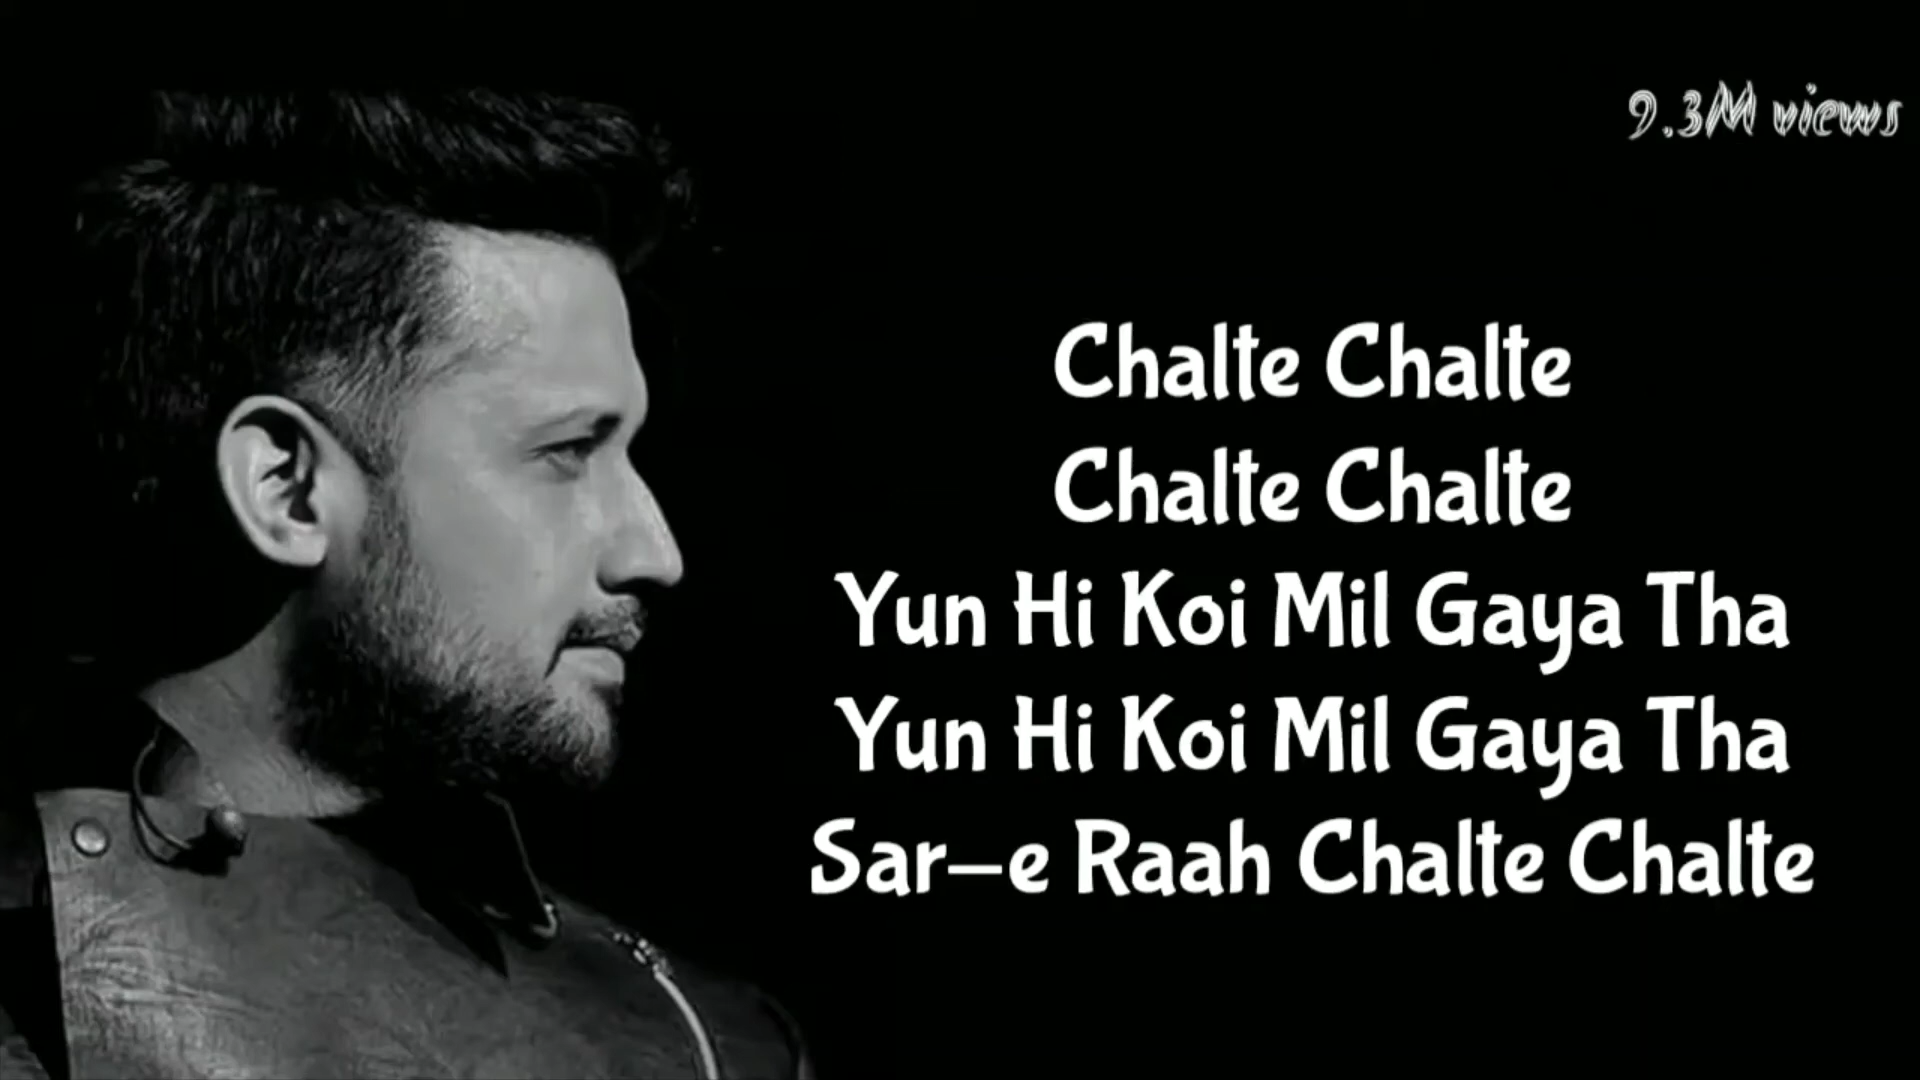 9.3M views
Chalte Chalte
Chalte Chalte
Yun Hi Koi Mil Gaya Tha
Yun Hi Koi Mil Gaya Tha
Sar-e Raah Chalte Chalte